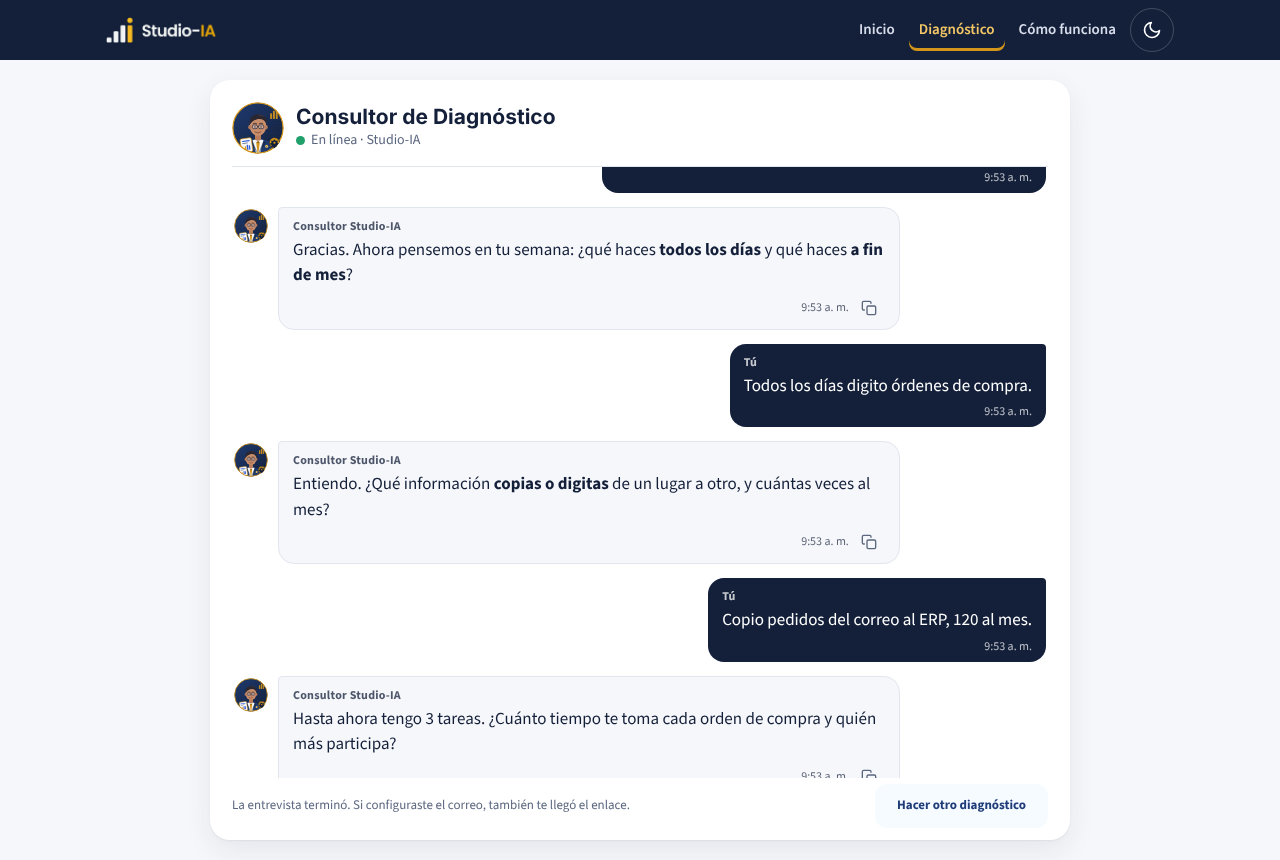 Studio-IA
Inicio
Diagnóstico
Cómo funciona
Consultor de Diagnóstico
En línea · Studio-IA
9:53 a. m.
Consultor Studio-IA
Gracias. Ahora pensemos en tu semana: ¿qué haces todos los días y qué haces a fin
de mes?
9:53 a. m.
Tú
Todos los días digito órdenes de compra.
9:53 a. m.
Consultor Studio-IA
Entiendo. ¿Qué información copias o digitas de un lugar a otro, y cuántas veces al
mes?
9:53 a. m.
Tú
Copio pedidos del correo al ERP, 120 al mes.
9:53 a. m.
Consultor Studio-IA
Hasta ahora tengo 3 tareas. ¿Cuánto tiempo te toma cada orden de compra y quién
más participa?
9:53 a. m.
La entrevista terminó. Si configuraste el correo, también te llegó el enlace.
Hacer otro diagnóstico